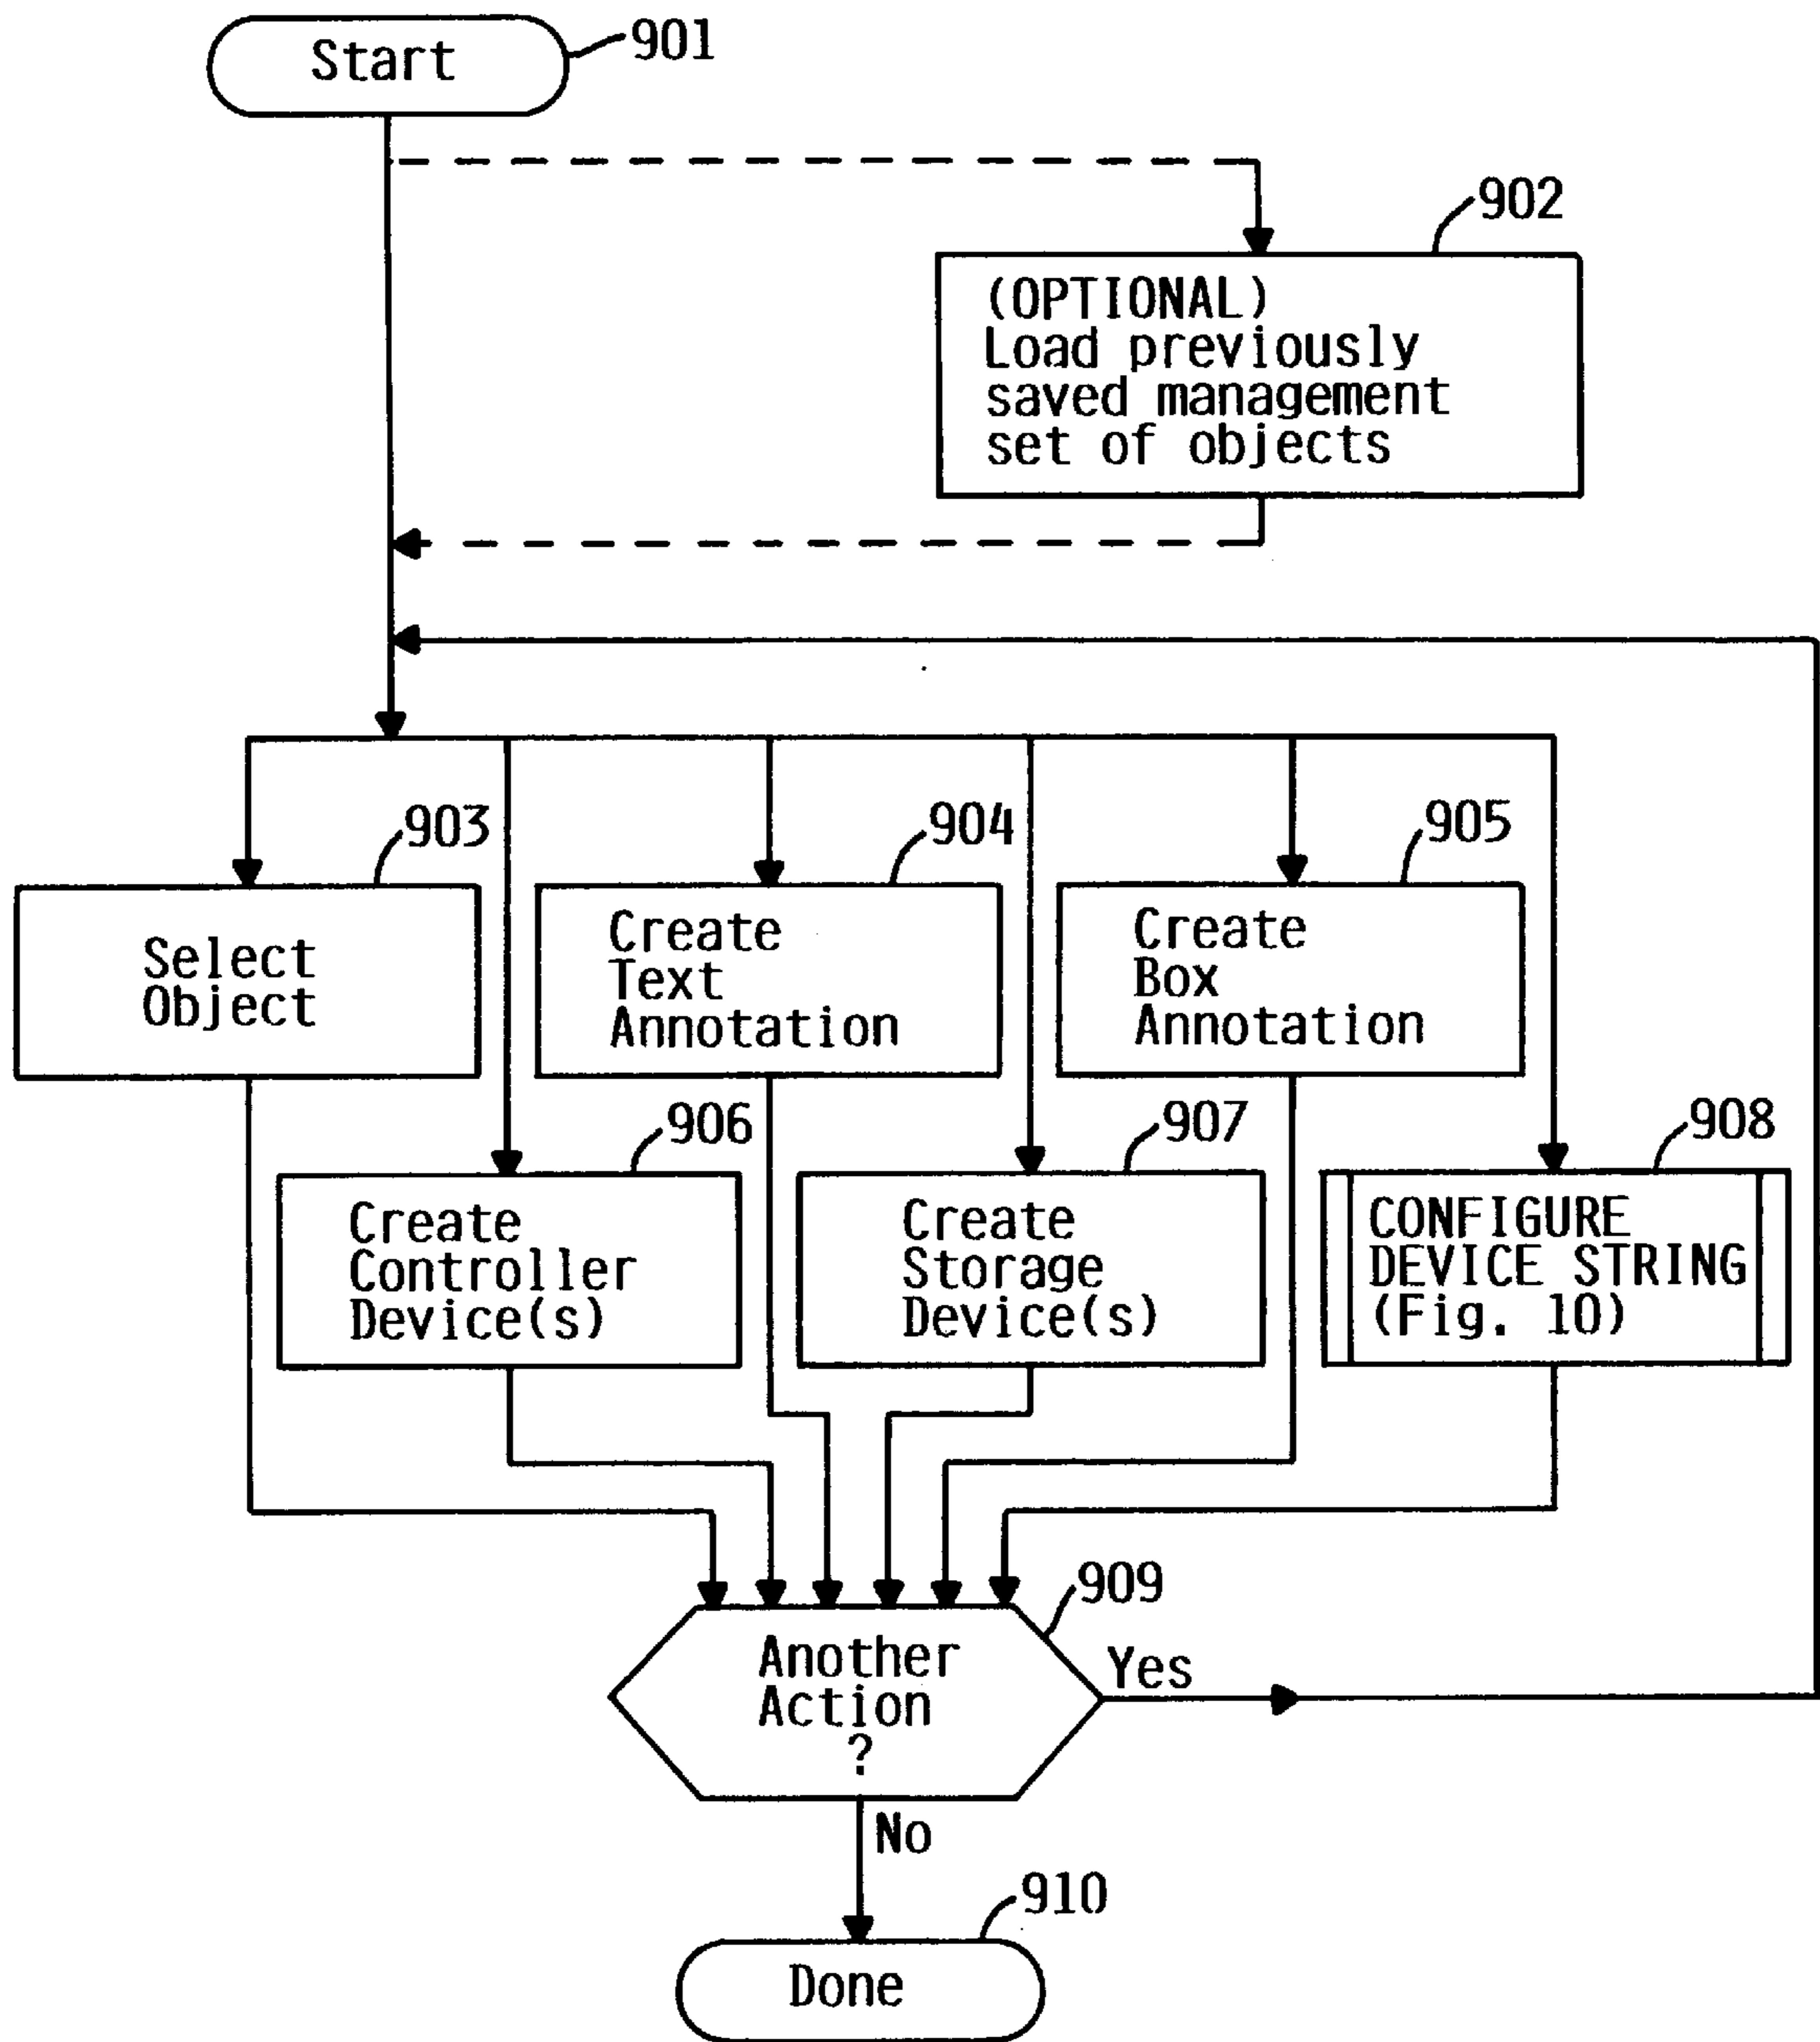 Start
901
902
(OPTIONAL)
Load previously
saved management
set of objects
903
Select
Object
904
Create
Text
Annotation
905
Create
Box
Annotation
906
Create
Controller
Device(s)
907
Create
Storage
Device(s)
908
CONFIGURE
DEVICE STRING
(Fig. 10)
909
Another
Action
?
Yes
No
910
Done